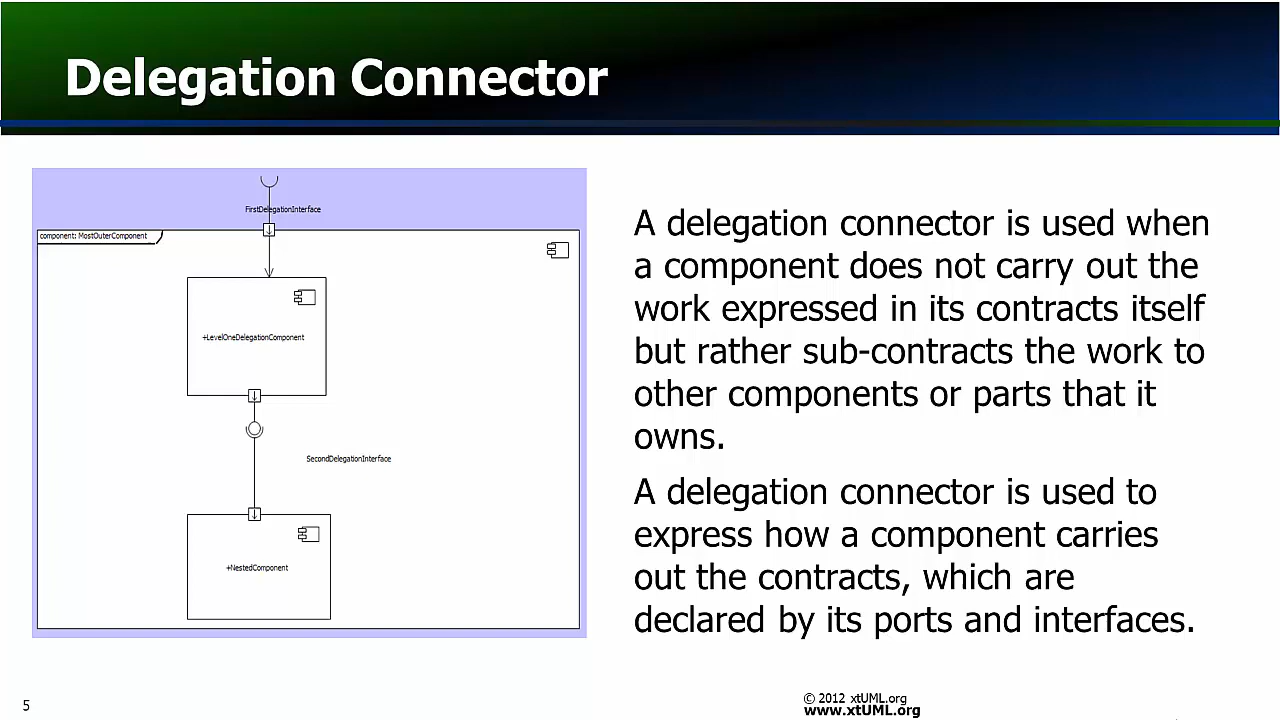 Delegation Connector
FirstDelegationInterface
component: MostOuterComponent
+LevelOneDelegationComponent
SecondDelegationInterface
+NestedComponent
A delegation connector is used when
a component does not carry out the
work expressed in its contracts itself
but rather sub-contracts the work to
other components or parts that it
owns.
A delegation connector is used to
express how a component carries
out the contracts, which are
declared by its ports and interfaces.
5
© 2012 xtUML.org
www.xtUML.org